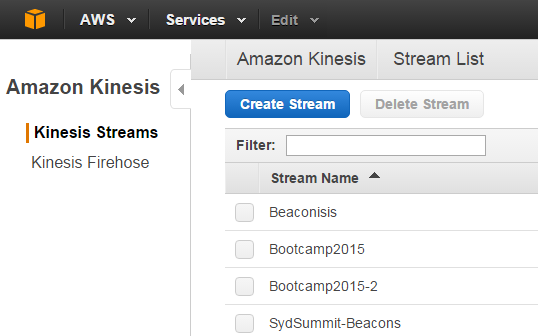 AWS Services Edit
Amazon Kinesis
Kinesis Streams
Kinesis Firehose
Amazon Kinesis Stream List
Create Stream Delete Stream
Filter:
Stream Name
Beaconisis
Bootcamp2015
Bootcamp2015-2
SydSummit-Beacons